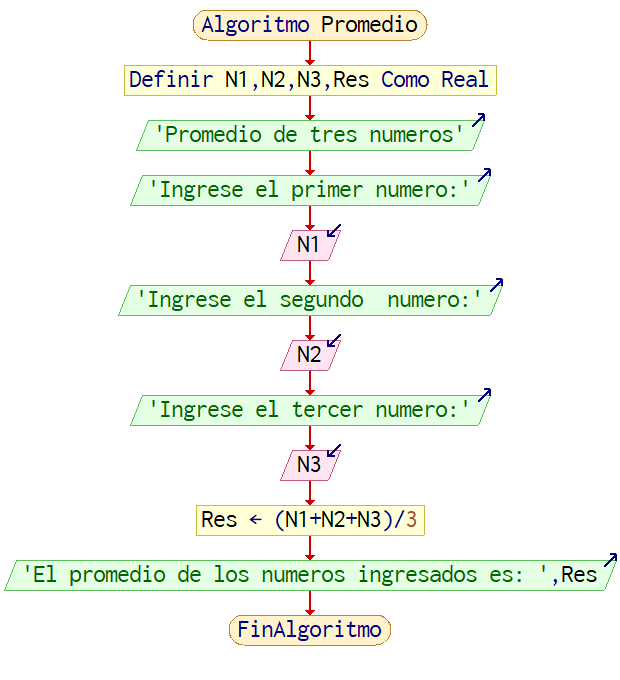 Algoritmo Promedio
Definir N1,N2,N3,Res Como Real
'Promedio de tres numeros'
'Ingrese el primer numero:'
N1
'Ingrese el segundo  numero:'
N2
'Ingrese el tercer numero:'
N3
Res ← (N1+N2+N3)/3
'El promedio de los numeros ingresados es: ',Res
FinAlgoritmo